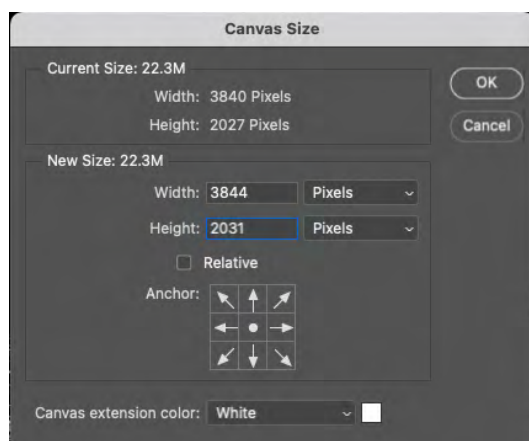 Canvas Size
Current Size: 22.3M
Width: 3840 Pixels
Height: 2027 Pixels
OK
Cancel
New Size: 22.3M
Width: 3844 Pixels
Height: 2031 Pixels
Relative
Anchor:
Canvas extension color: White